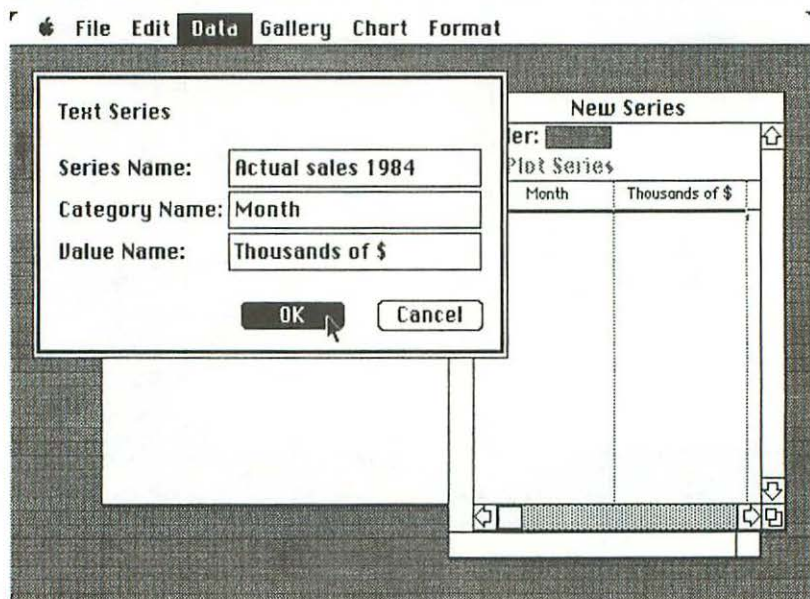 File Edit Data Gallery Chart Format
Text Series
Series Name: Actual sales 1984
Category Name: Month
Value Name: Thousands of $
OK Cancel
New Series
der:
Plot Series
Month Thousands of $